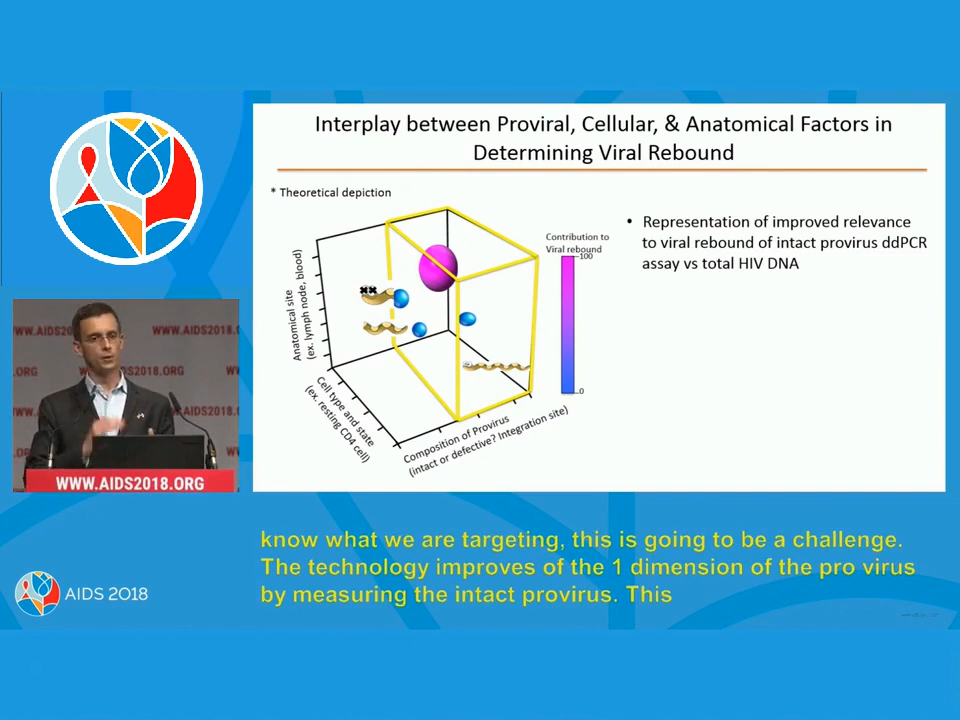 Interplay between Proviral, Cellular, & Anatomical Factors in
Determining Viral Rebound
* Theoretical depiction
• Representation of improved relevance
to viral rebound of intact provirus ddPCR
assay vs total HIV DNA
Contribution to
Viral rebound
100
0
Anatomical site
(ex. lymph node, blood)
Cell type and state
(ex. resting CD4 cell)
Composition of Provirus
(intact or defective? Integration site)
WWW.AIDS2018.ORG
WWW.AIDS2018.ORG
know what we are targeting, this is going to be a challenge.
The technology improves of the 1 dimension of the pro virus
by measuring the intact provirus. This
AIDS 2018